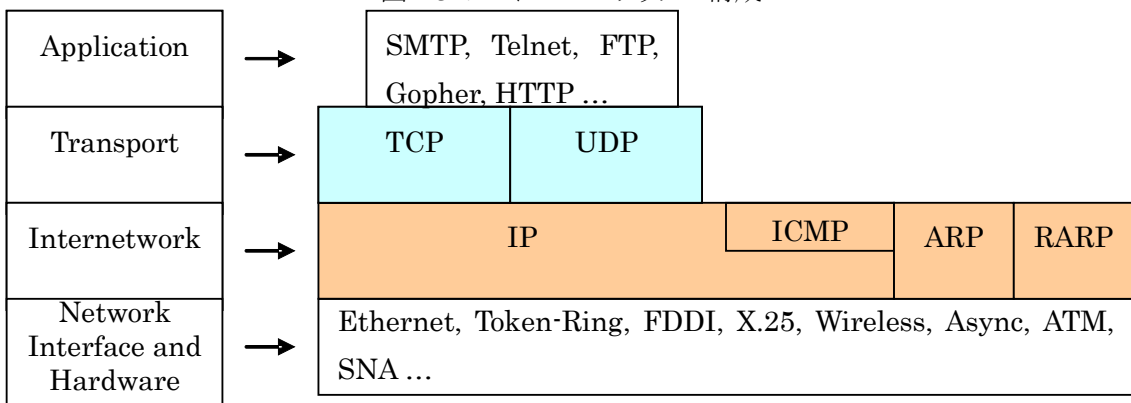 Application
SMTP, Telnet, FTP,
Gopher, HTTP …
Transport
TCP
UDP
Internetwork
IP
ICMP
ARP
RARP
Network
Interface and
Hardware
Ethernet, Token-Ring, FDDI, X.25, Wireless, Async, ATM,
SNA …